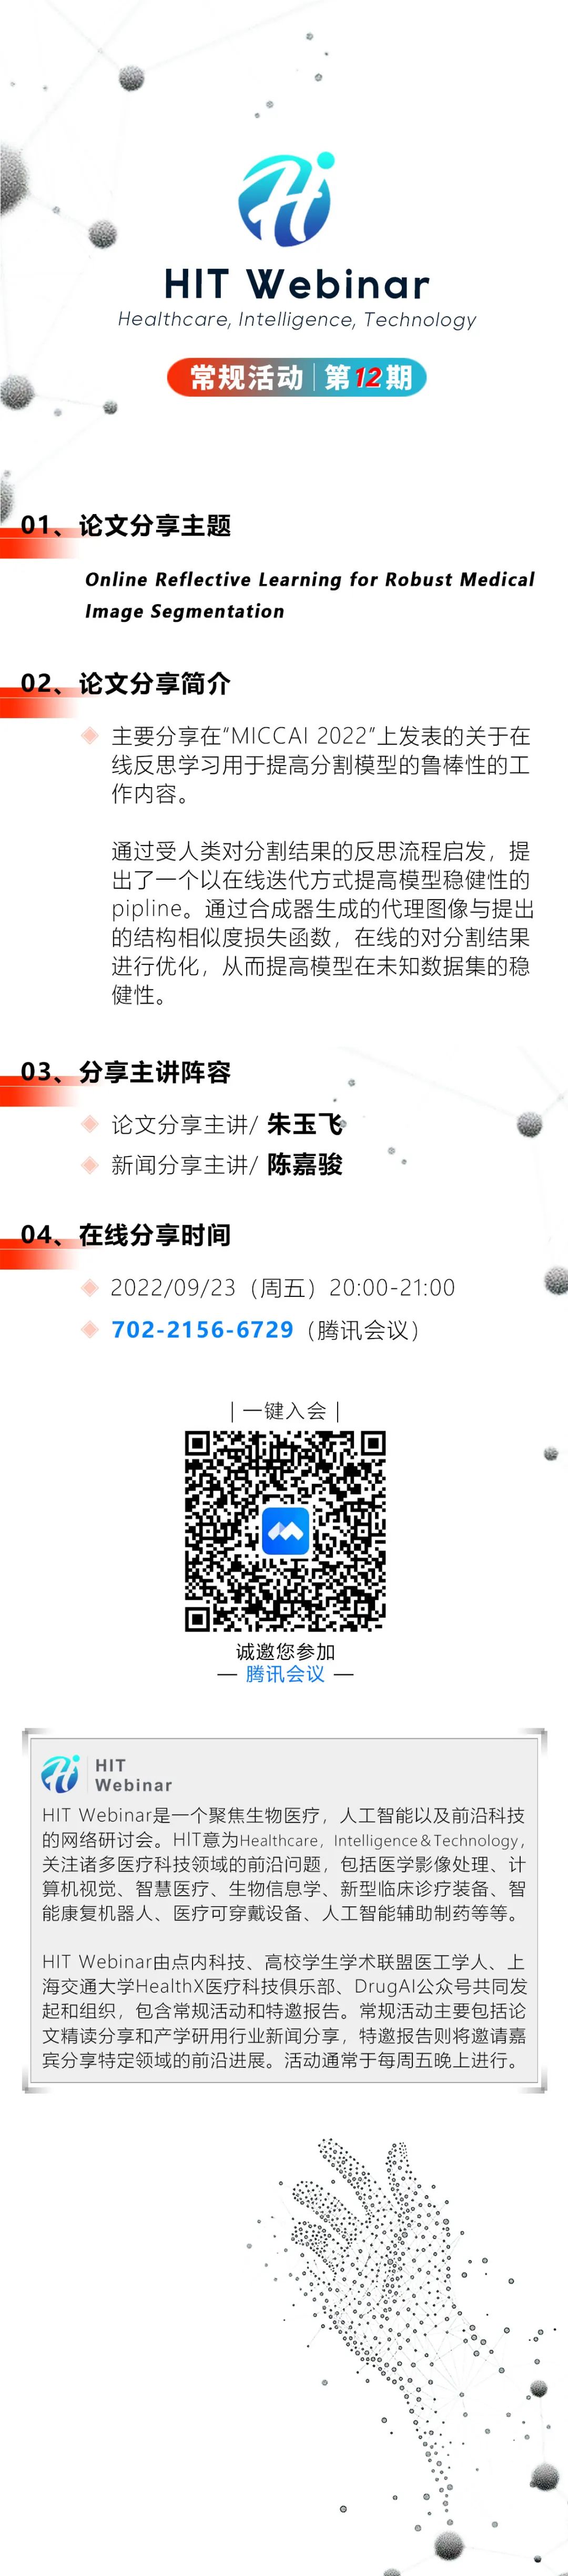 HIT Webinar
Healthcare, Intelligence, Technology
常规活动|第12期
01、论文分享主题
Online Reflective Learning for Robust Medical
Image Segmentation
02、论文分享简介
主要分享在“MICCAI 2022”上发表的关于在
线反思学习用于提高分割模型的鲁棒性的工
作内容。
通过受人类对分割结果的反思流程启发，提
出了一个以在线迭代方式提高模型稳健性的
pipline。通过合成器生成的代理图像与提出
的结构相似度损失函数，在线的对分割结果
进行优化，从而提高模型在未知数据集的稳
健性。
03、分享主讲阵容
论文分享主讲/ 朱玉飞
新闻分享主讲/ 陈嘉骏
04、在线分享时间
2022/09/23（周五）20:00-21:00
702-2156-6729（腾讯会议）
| 一键入会 |
诚邀您参加
— 腾讯会议 —
HIT
Webinar
HIT Webinar是一个聚焦生物医疗，人工智能以及前沿科技
的网络研讨会。HIT意为Healthcare，Intelligence＆Technology，
关注诸多医疗科技领域的前沿问题，包括医学影像处理、计
算机视觉、智慧医疗、生物信息学、新型临床诊疗装备、智
能康复机器人、医疗可穿戴设备、人工智能辅助制药等等。
HIT Webinar由点内科技、高校学生学术联盟医工学人、上
海交通大学HealthX医疗科技俱乐部、DrugAI公众号共同发
起和组织，包含常规活动和特邀报告。常规活动主要包括论
文精读分享和产学研用行业新闻分享，特邀报告则将邀请嘉
宾分享特定领域的前沿进展。活动通常于每周五晚上进行。